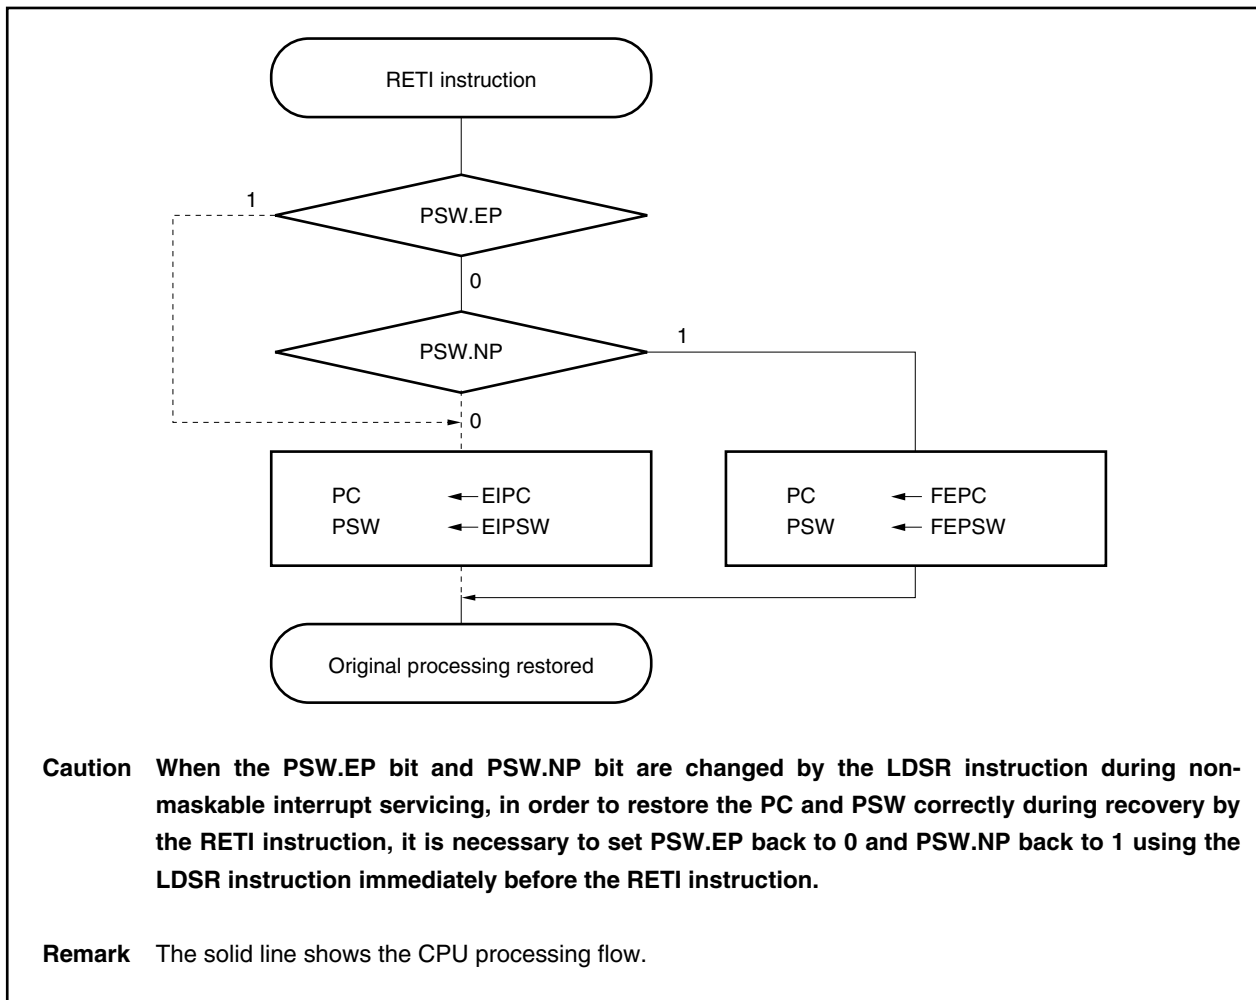 RETI instruction
1
PSW.EP
0
1
PSW.NP
0
PC ← EIPC
PSW ← EIPSW
PC ← FEPC
PSW ← FEPSW
Original processing restored
Caution When the PSW.EP bit and PSW.NP bit are changed by the LDSR instruction during non-
maskable interrupt servicing, in order to restore the PC and PSW correctly during recovery by
the RETI instruction, it is necessary to set PSW.EP back to 0 and PSW.NP back to 1 using the
LDSR instruction immediately before the RETI instruction.
Remark The solid line shows the CPU processing flow.